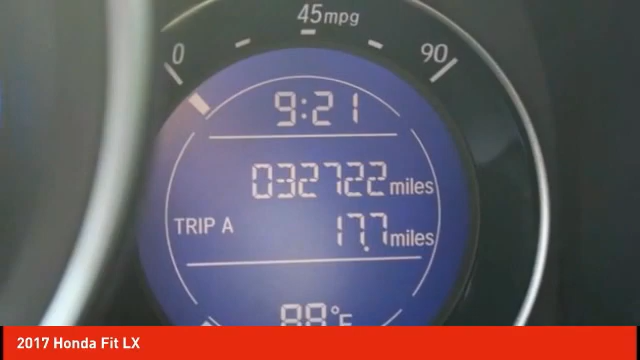 45mpg
0 90
9:21
032722 miles
TRIP A 17.7 miles
88°F
2017 Honda Fit LX